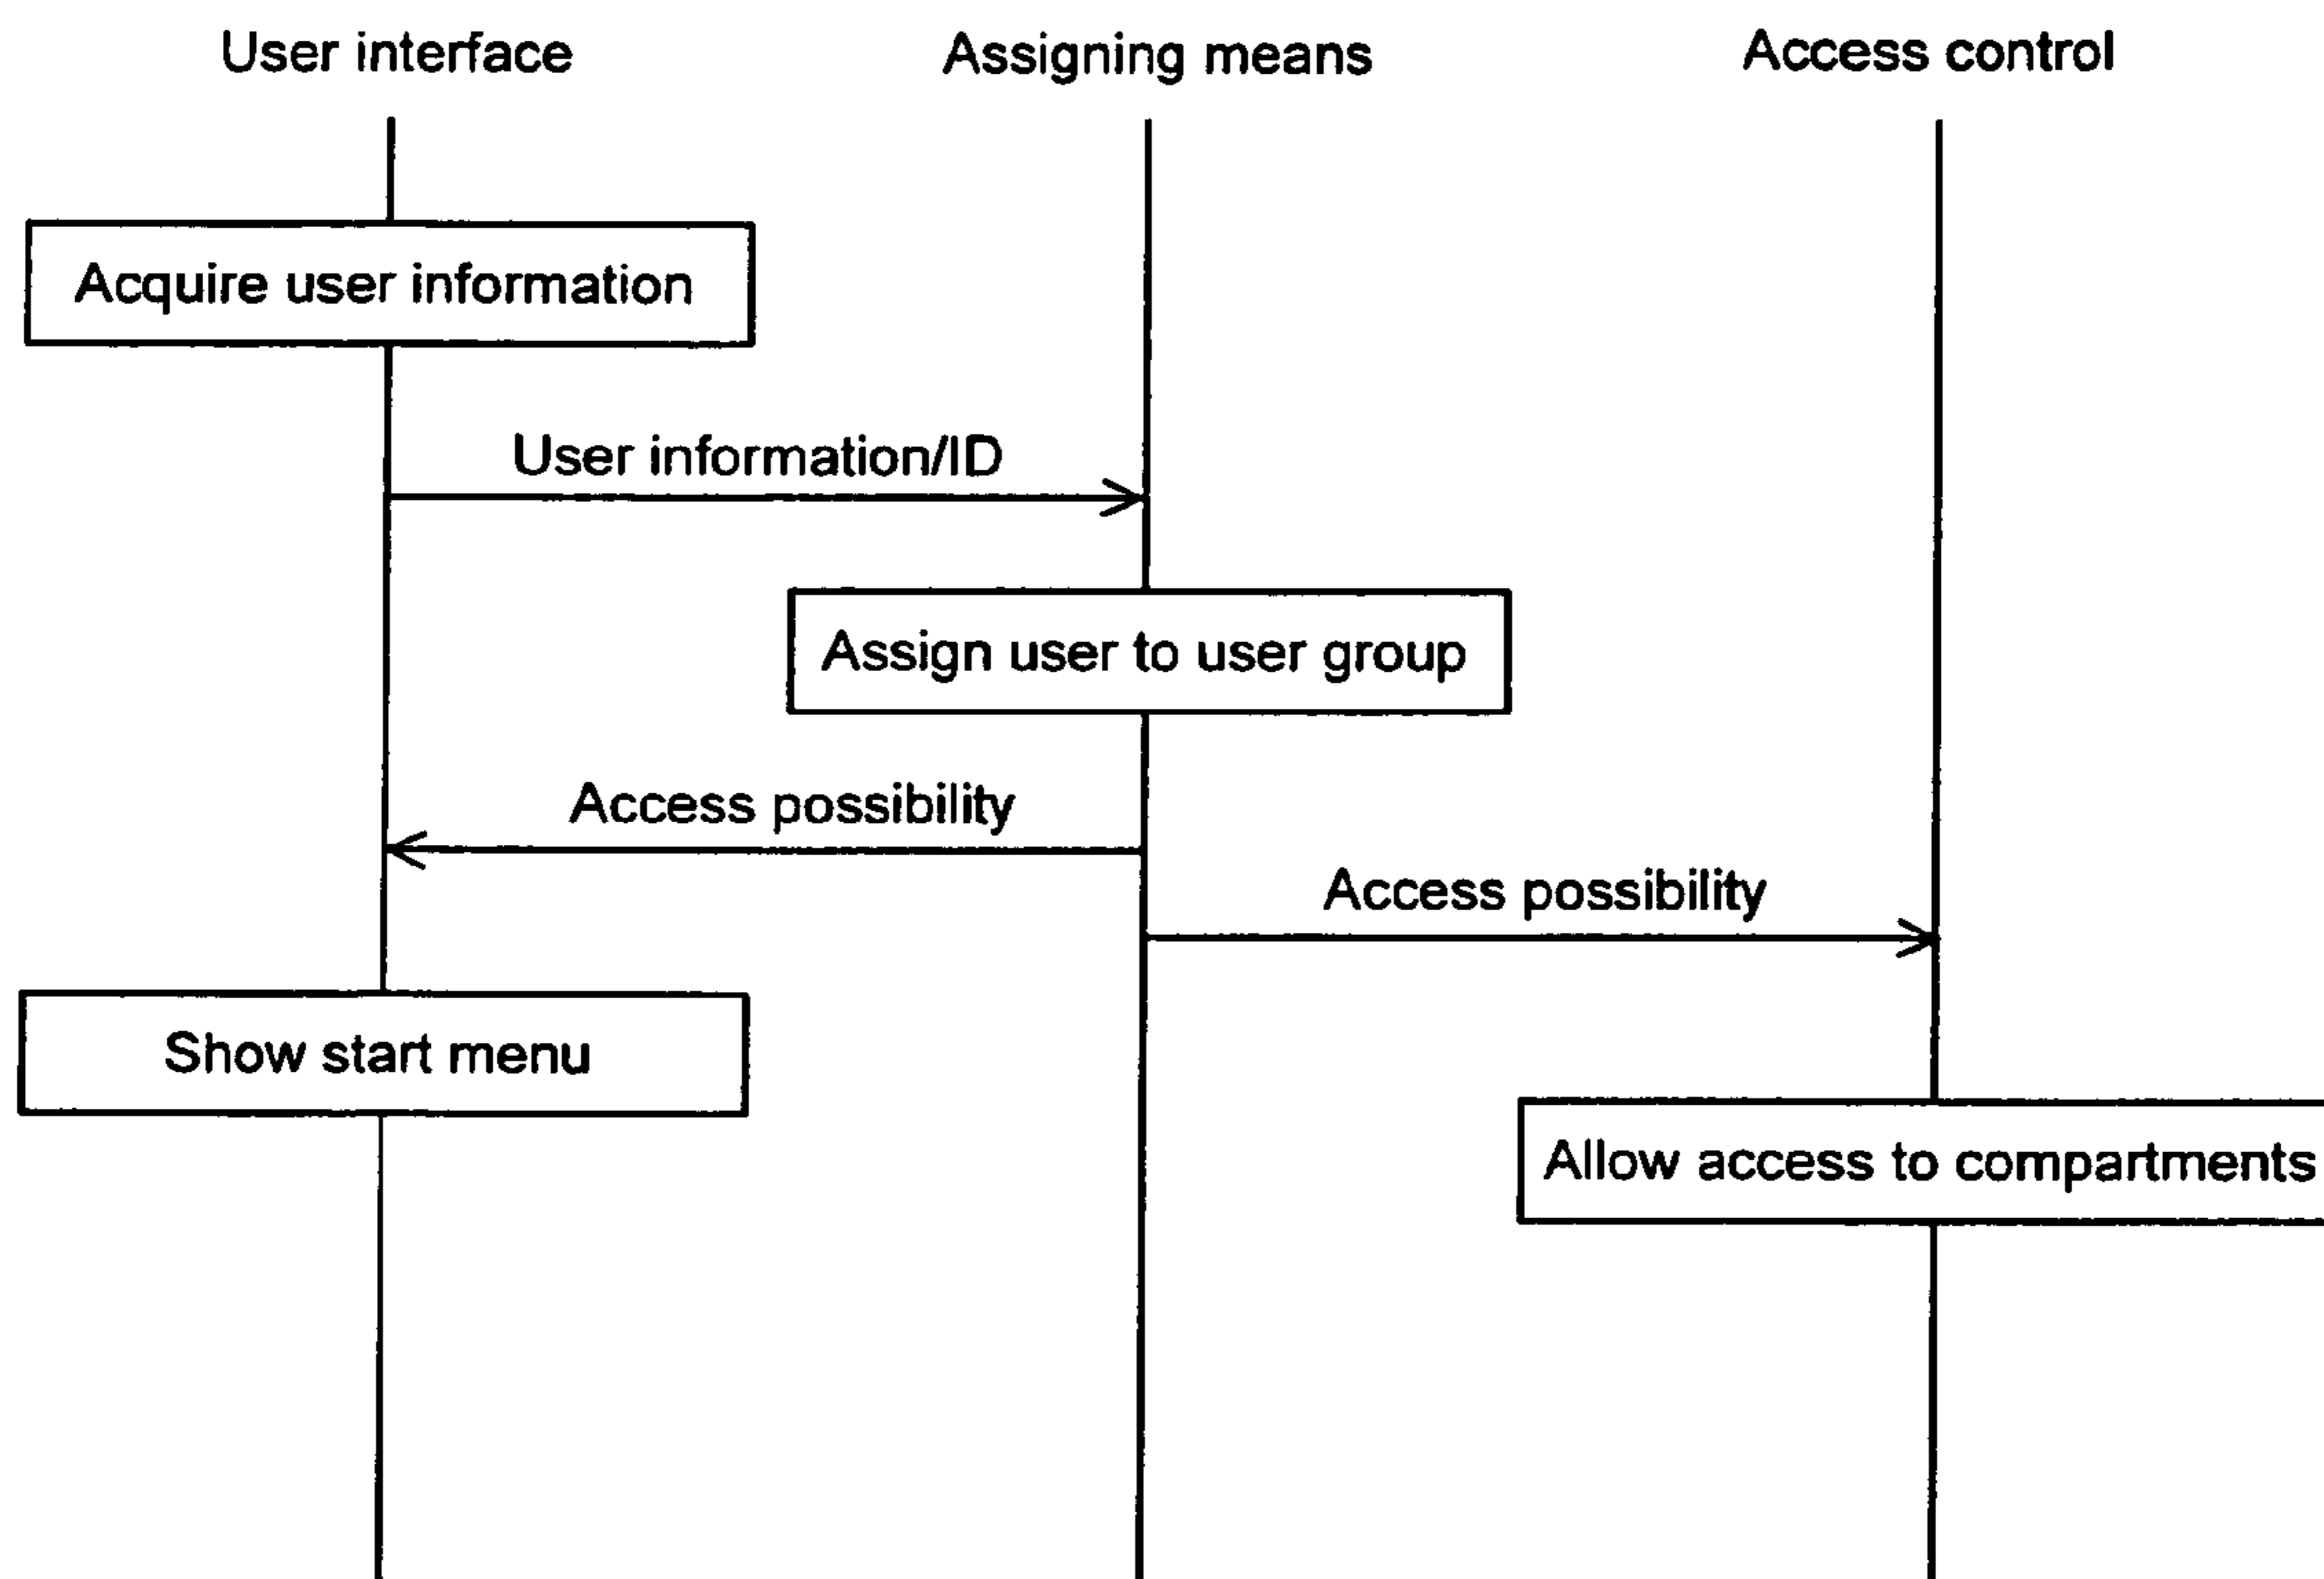 User interface
Assigning means
Access control
Acquire user information
User information/ID
Assign user to user group
Access possibility
Access possibility
Show start menu
Allow access to compartments